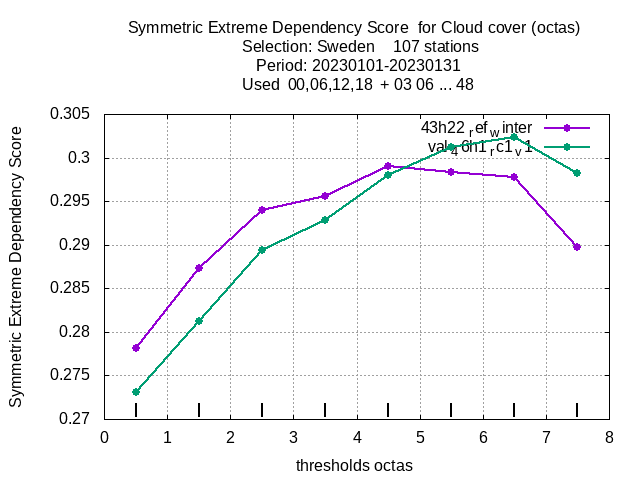 Symmetric Extreme Dependency Score  for Cloud cover (octas)
Selection: Sweden    107 stations
Period: 20230101-20230131
Used  00,06,12,18  + 03 06 ... 48
0.305
0.3
0.295
0.29
0.285
0.28
0.275
0.27
Symmetric Extreme Dependency Score
43h22_ref_winter
val_46h1_rc1_v1
0 1 2 3 4 5 6 7 8
thresholds octas